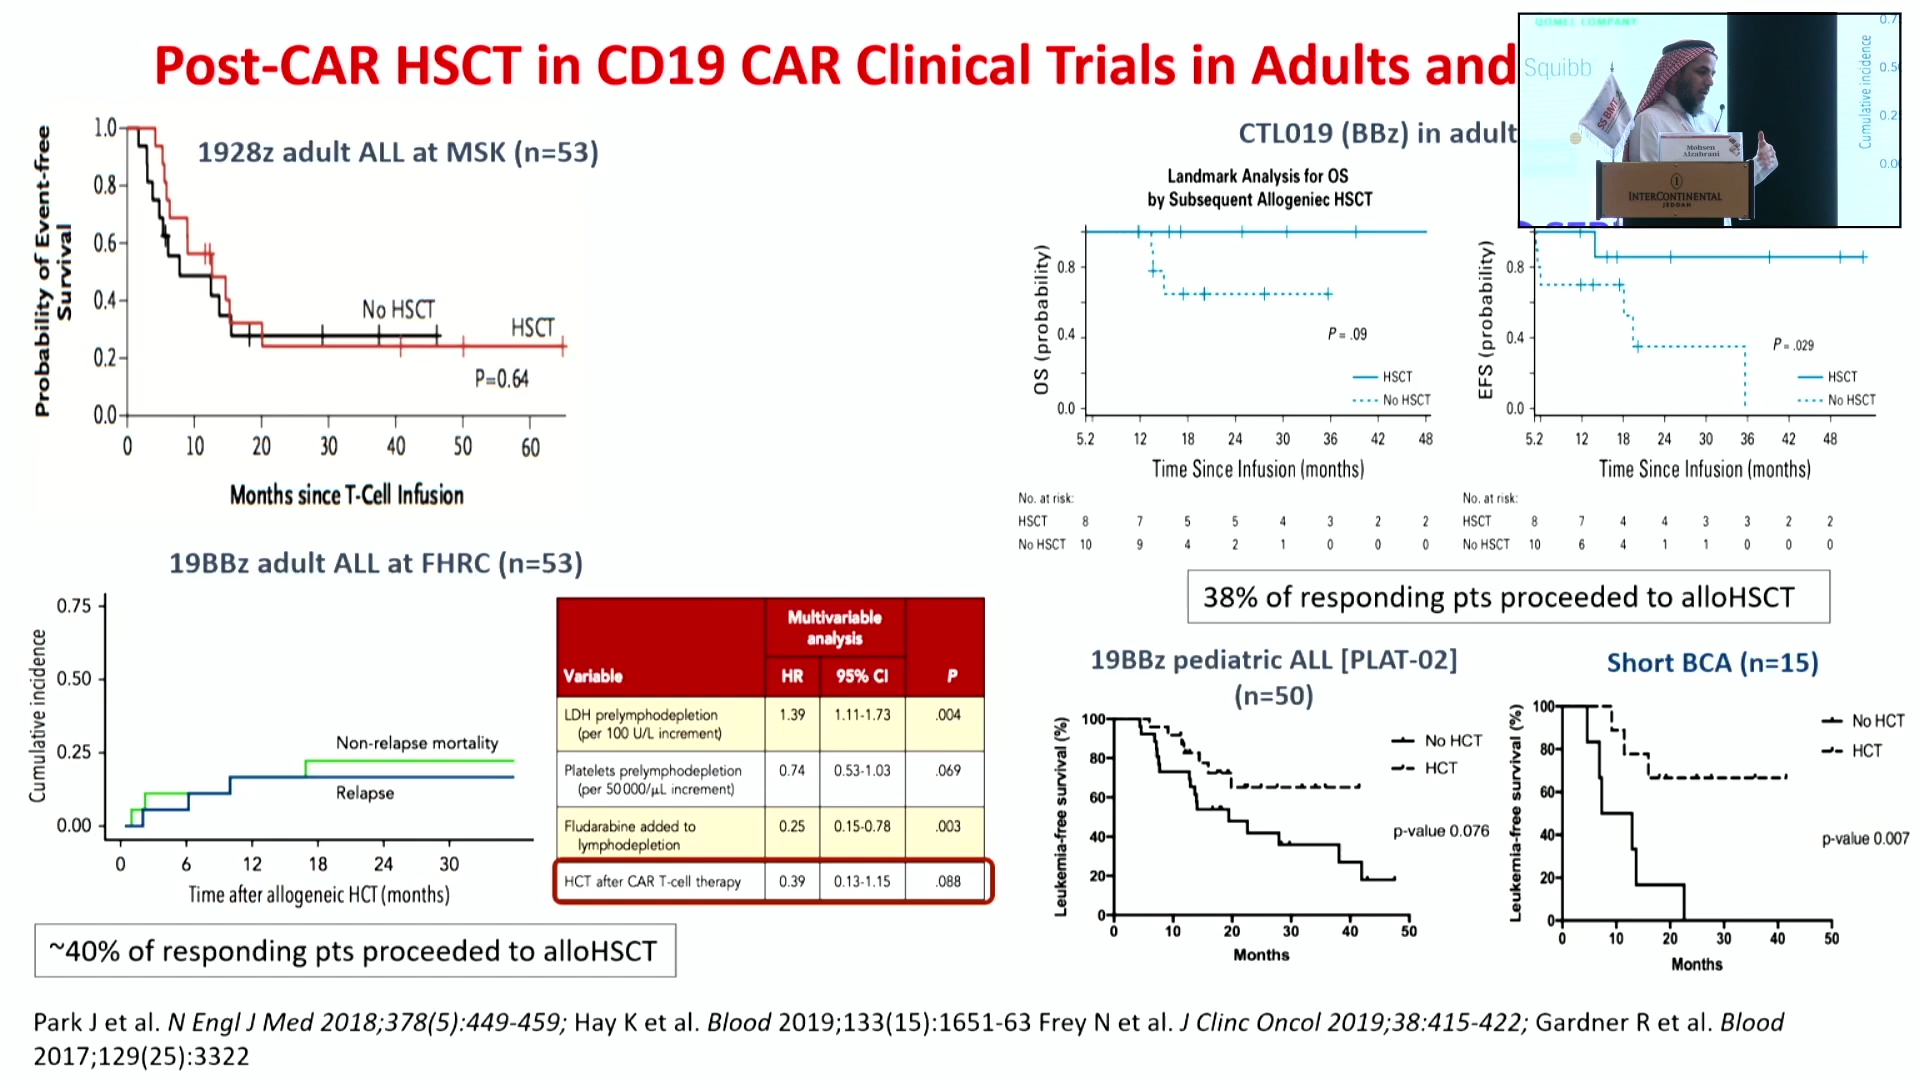 Post-CAR HSCT in CD19 CAR Clinical Trials in Adults and
1928z adult ALL at MSK (n=53)
Probability of Event-free
Survival
1.0
0.8
0.6
0.4
0.2
0.0
No HSCT
HSCT
P=0.64
0 10 20 30 40 50 60
Months since T-Cell Infusion
CTL019 (BBz) in adult
Landmark Analysis for OS
by Subsequent Allogeniec HSCT
OS (probability)
0.8
0.4
0.0
P = .09
HSCT
No HSCT
5.2 12 18 24 30 36 42 48
Time Since Infusion (months)
No. at risk:
HSCT 8 7 5 5 4 3 2 2
No HSCT 10 9 4 2 1 0 0 0
EFS (probability)
0.8
0.4
0.0
P = .029
HSCT
No HSCT
5.2 12 18 24 30 36 42 48
Time Since Infusion (months)
No. at risk:
HSCT 8 7 4 4 3 3 2 2
No HSCT 10 6 4 1 1 0 0 0
38% of responding pts proceeded to alloHSCT
19BBz adult ALL at FHRC (n=53)
Cumulative incidence
0.75
0.50
0.25
0.00
Non-relapse mortality
Relapse
0 6 12 18 24 30
Time after allogeneic HCT (months)
Multivariable
analysis
Variable HR 95% CI P
LDH prelymphodepletion
(per 100 U/L increment) 1.39 1.11-1.73 .004
Platelets prelymphodepletion
(per 50 000/μL increment) 0.74 0.53-1.03 .069
Fludarabine added to
lymphodepletion 0.25 0.15-0.78 .003
HCT after CAR T-cell therapy 0.39 0.13-1.15 .088
~40% of responding pts proceeded to alloHSCT
19BBz pediatric ALL [PLAT-02]
(n=50)
Leukemia-free survival (%)
100
80
60
40
20
0
No HCT
HCT
p-value 0.076
0 10 20 30 40 50
Months
Short BCA (n=15)
Leukemia-free survival (%)
100
80
60
40
20
0
No HCT
HCT
p-value 0.007
0 10 20 30 40 50
Months
Park J et al. N Engl J Med 2018;378(5):449-459; Hay K et al. Blood 2019;133(15):1651-63 Frey N et al. J Clinc Oncol 2019;38:415-422; Gardner R et al. Blood
2017;129(25):3322
Squibb
SS BMT
Mohsen
Alzahrani
INTERCONTINENTAL
JEDDAH
Cumulative incidence
0.7
0.5
0.2
0.0